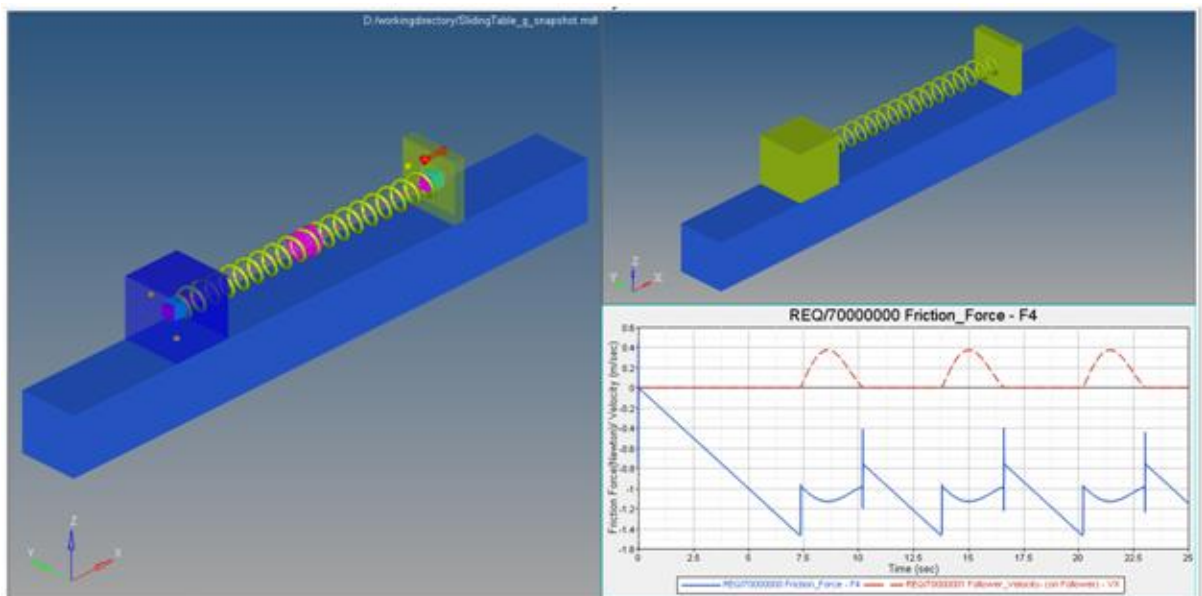 D:/workingdirectory/SlidingTable_g_snapshot.mdl
Z
Y
X
Z
Y
X
REQ/70000000 Friction_Force - F4
Friction Force(Newton)/ Velocity (m/sec)
0.6
0.4
0.2
0
-0.2
-0.4
-0.6
-0.8
-1
-1.2
-1.4
-1.6
0
2.5
5
7.5
10
12.5
15
17.5
20
22.5
25
Time (sec)
REQ/70000000 Friction_Force - F4
REQ/70000001 Follower_Velocity- (on Follower) - VX